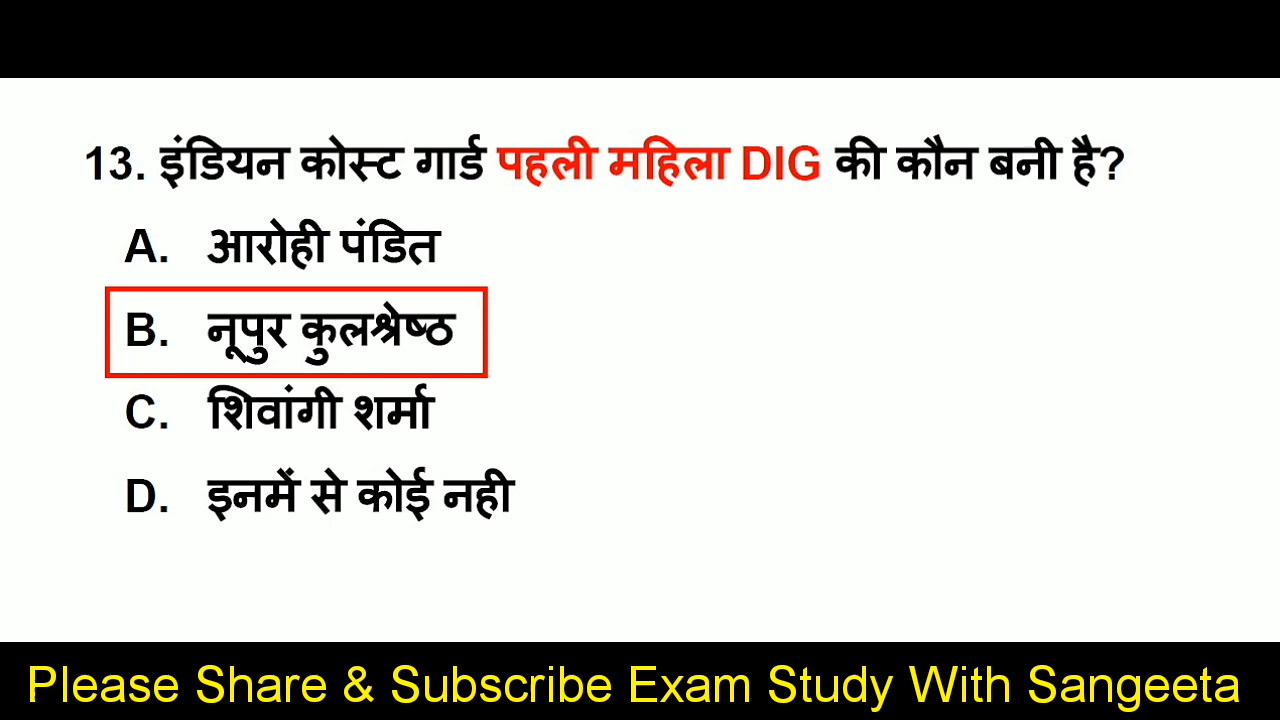 13. इंडियन कोस्ट गार्ड पहली महिला DIG की कौन बनी है?
A. आरोही पंडित
B. नूपुर कुलश्रेष्ठ
C. शिवांगी शर्मा
D. इनमें से कोई नही
Please Share & Subscribe Exam Study With Sangeeta